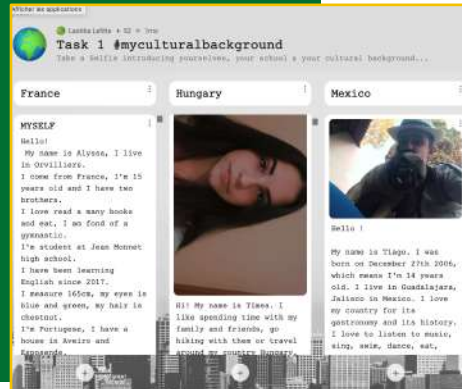 Afficher les applications
Laetitia Lafitte + 52 • 3mo
Task 1 #myculturalbackground
Take a Selfie introducing yourselves, your school & your cultural background...
France
MYSELF
Hello!
My name is Alyssa, I live
in Orvilliers.
I come from France, I'm 15
years old and I have two
brothers.
I love read a many books
and eat, I am fond of a
gymnastic.
I'm student at Jean Monnet
high school.
I have been learning
English since 2017.
I measure 165cm, my eyes is
blue and green, my hair is
chestnut.
I'm Portugese, I have a
house in Aveiro and
Hungary
Hi! My name is Timea. I
like spending time with my
family and friends, go
hiking with them or travel
around my country Hungary.
Mexico
Hello !
My name is Tiago. I was
born on December 27th 2006,
which means I'm 14 years
old. I live in Guadalajara,
Jalisco in Mexico. I love
my country for its
gastronomy and its history.
I love to listen to music,
sing, swim, dance, eat,